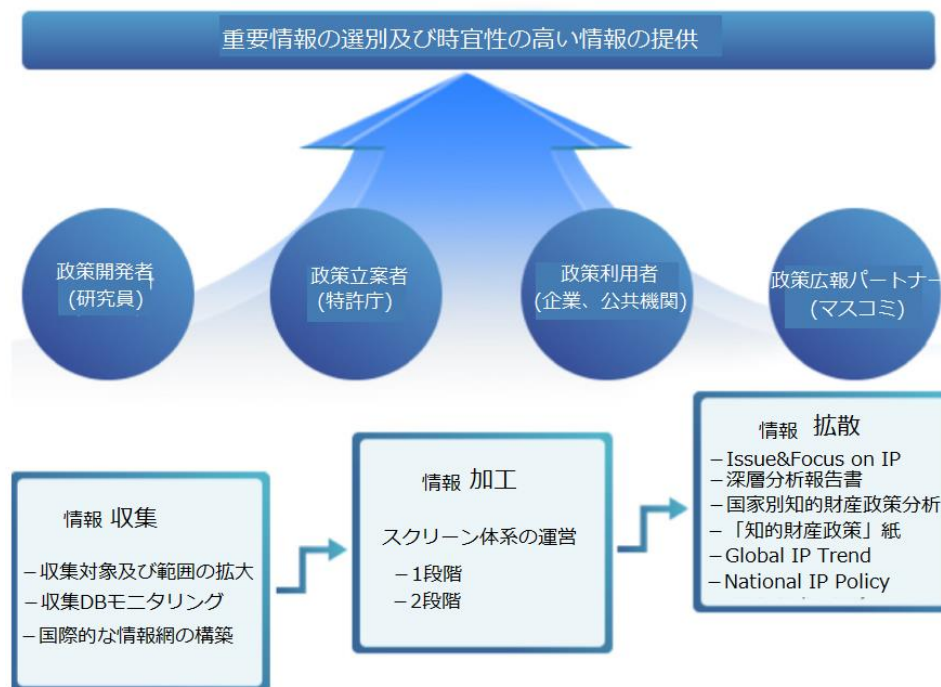 重要情報の選別及び時宜性の高い情報の提供
政策開発者
(研究員)
政策立案者
(特許庁)
政策利用者
(企業、公共機関)
政策広報パートナー
(マスコミ)
情報 収集
－収集対象及び範囲の拡大
－収集DBモニタリング
－国際的な情報網の構築
情報 加工
スクリーン体系の運営
－1段階
－2段階
情報 拡散
－Issue&Focus on IP
－深層分析報告書
－国家別知的財産政策分析
－「知的財産政策」紙
－Global IP Trend
－National IP Policy